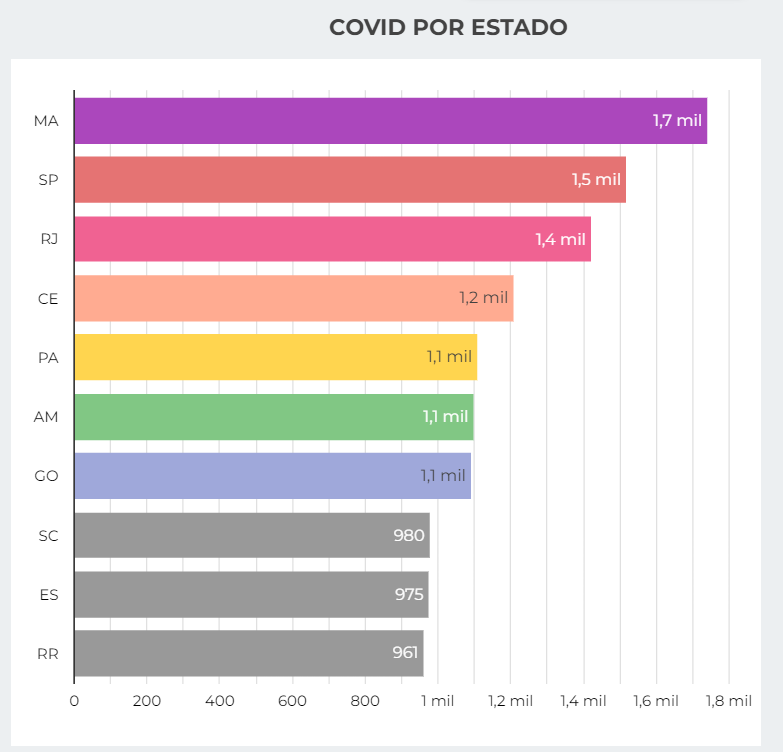 COVID POR ESTADO
MA 1,7 mil
SP 1,5 mil
RJ 1,4 mil
CE 1,2 mil
PA 1,1 mil
AM 1,1 mil
GO 1,1 mil
SC 980
ES 975
RR 961
0 200 400 600 800 1 mil 1,2 mil 1,4 mil 1,6 mil 1,8 mil